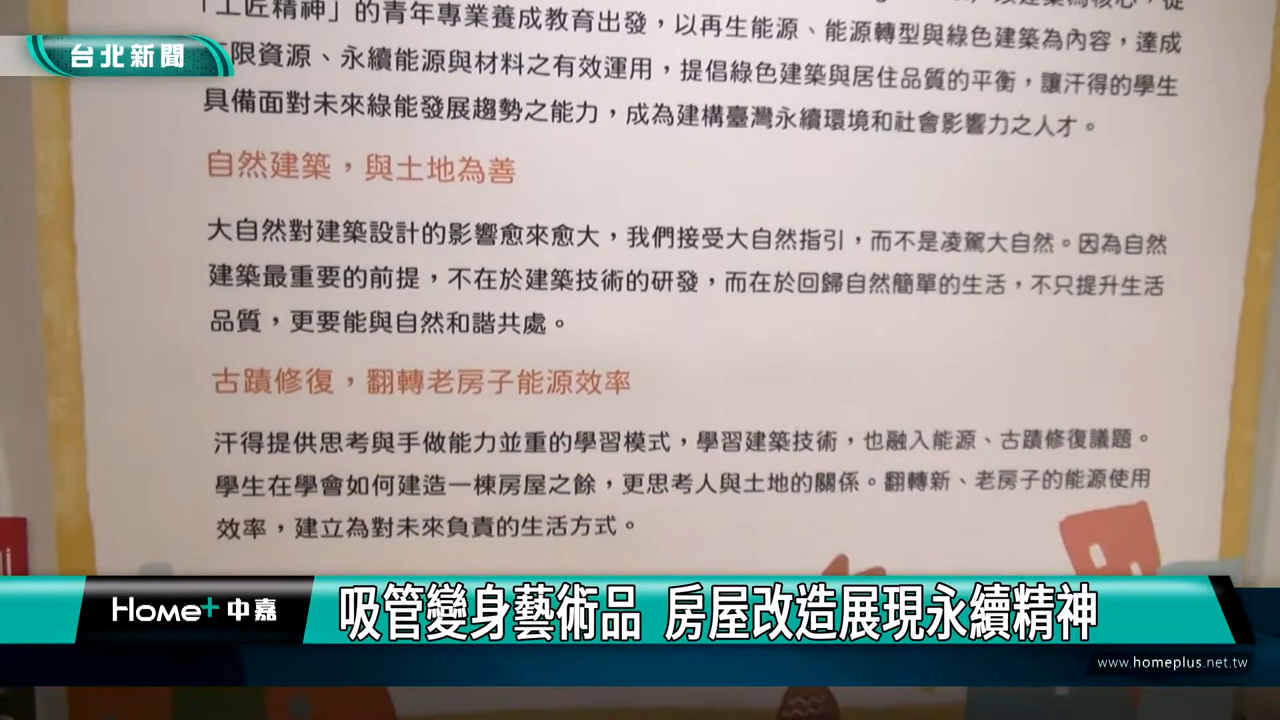 「工匠精神」的青年專業養成教育出發,以再生能源、能源轉型與綠色建築為內容,達成
限資源、永續能源與材料之有效運用,提倡綠色建築與居住品質的平衡,讓汗得的學生
具備面對未來綠能發展趨勢之能力,成為建構臺灣永續環境和社會影響力之人才。
自然建築,與土地為善
大自然對建築設計的影響愈來愈大,我們接受大自然指引,而不是凌駕大自然。因為自然
建築最重要的前提,不在於建築技術的研發,而在於回歸自然簡單的生活,不只提升生活
品質,更要能與自然和諧共處。
古蹟修復,翻轉老房子能源效率
汗得提供思考與手做能力並重的學習模式,學習建築技術,也融入能源、古蹟修復議題。
學生在學會如何建造一棟房屋之餘,更思考人與土地的關係。翻轉新、老房子的能源使用
效率,建立為對未來負責的生活方式。
台北新聞
Home+中嘉
吸管變身藝術品 房屋改造展現永續精神
www.homeplus.net.tw